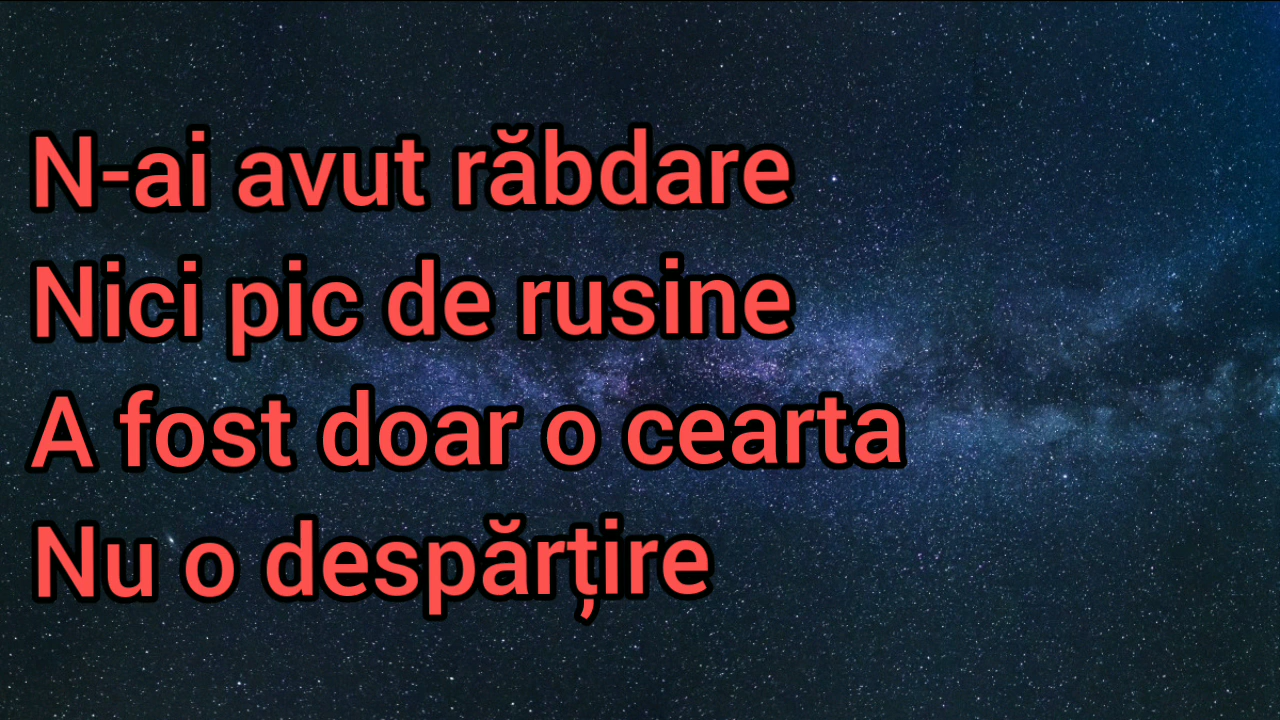 N-ai avut răbdare
Nici pic de rusine
A fost doar o cearta
Nu o despărțire